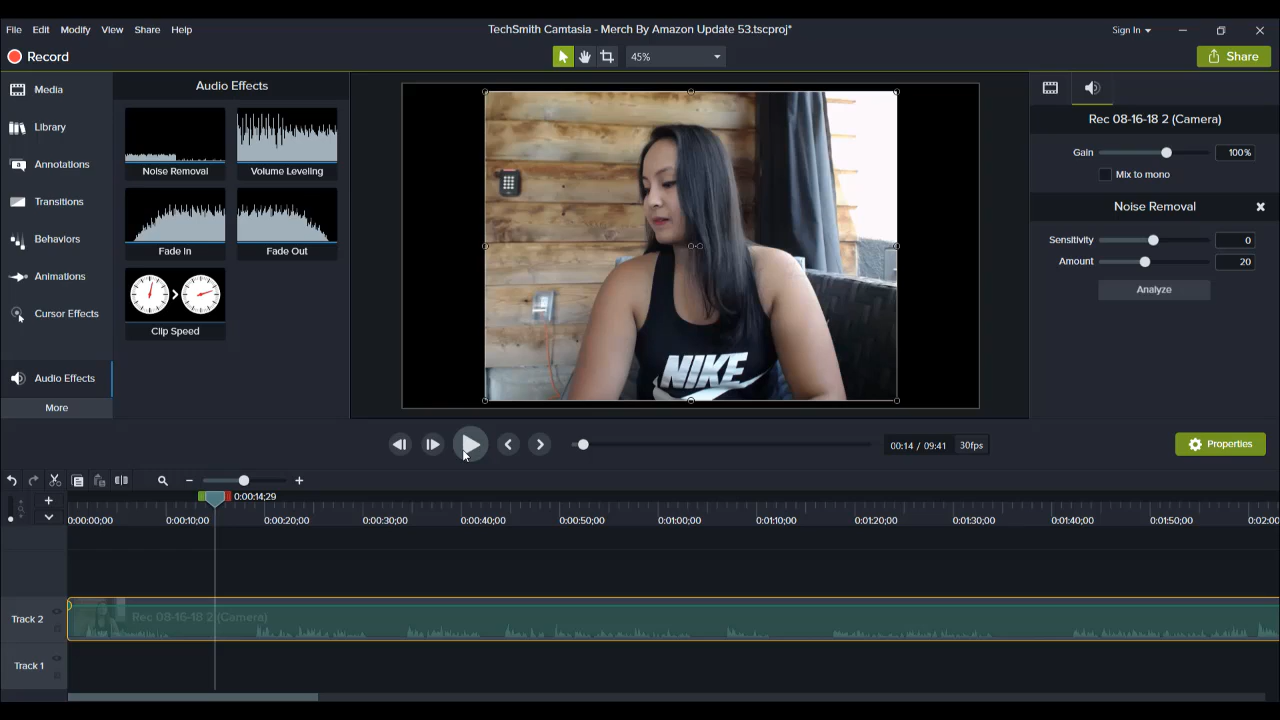 TechSmith Camtasia - Merch By Amazon Update 53.tscproj*
File Edit Modify View Share Help
Sign In
Record
45%
Share
Media
Library
Annotations
Transitions
Behaviors
Animations
Cursor Effects
Audio Effects
More
Audio Effects
Noise Removal
Volume Leveling
Fade In
Fade Out
Clip Speed
NIKE
Rec 08-16-18 2 (Camera)
Gain 100%
Mix to mono
Noise Removal
Sensitivity 0
Amount 20
Analyze
00:14 / 09:41 30fps
Properties
0:00:14;29
0:00:00;00 0:00:10;00 0:00:20;00 0:00:30;00 0:00:40;00 0:00:50;00 0:01:00;00 0:01:10;00 0:01:20;00 0:01:30;00 0:01:40;00 0:01:50;00 0:02:00
Track 2
Rec 08-16-18 2 (Camera)
Track 1